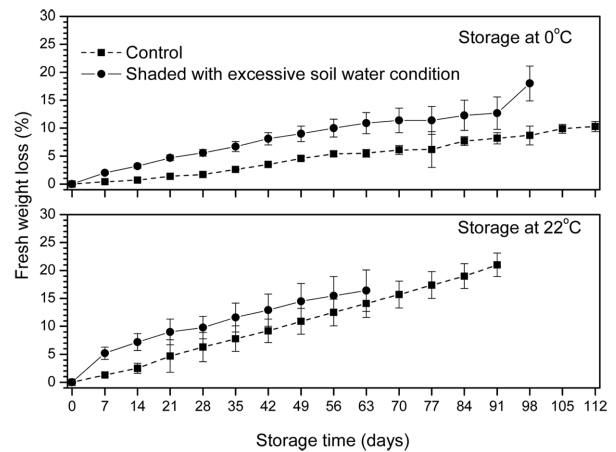 30
25
20
15
10
5
0
Storage at 0°C
Control
Shaded with excessive soil water condition
Fresh weight loss (%)
30
25
20
15
10
5
0
Storage at 22°C
0 7 14 21 28 35 42 49 56 63 70 77 84 91 98 105 112
Storage time (days)